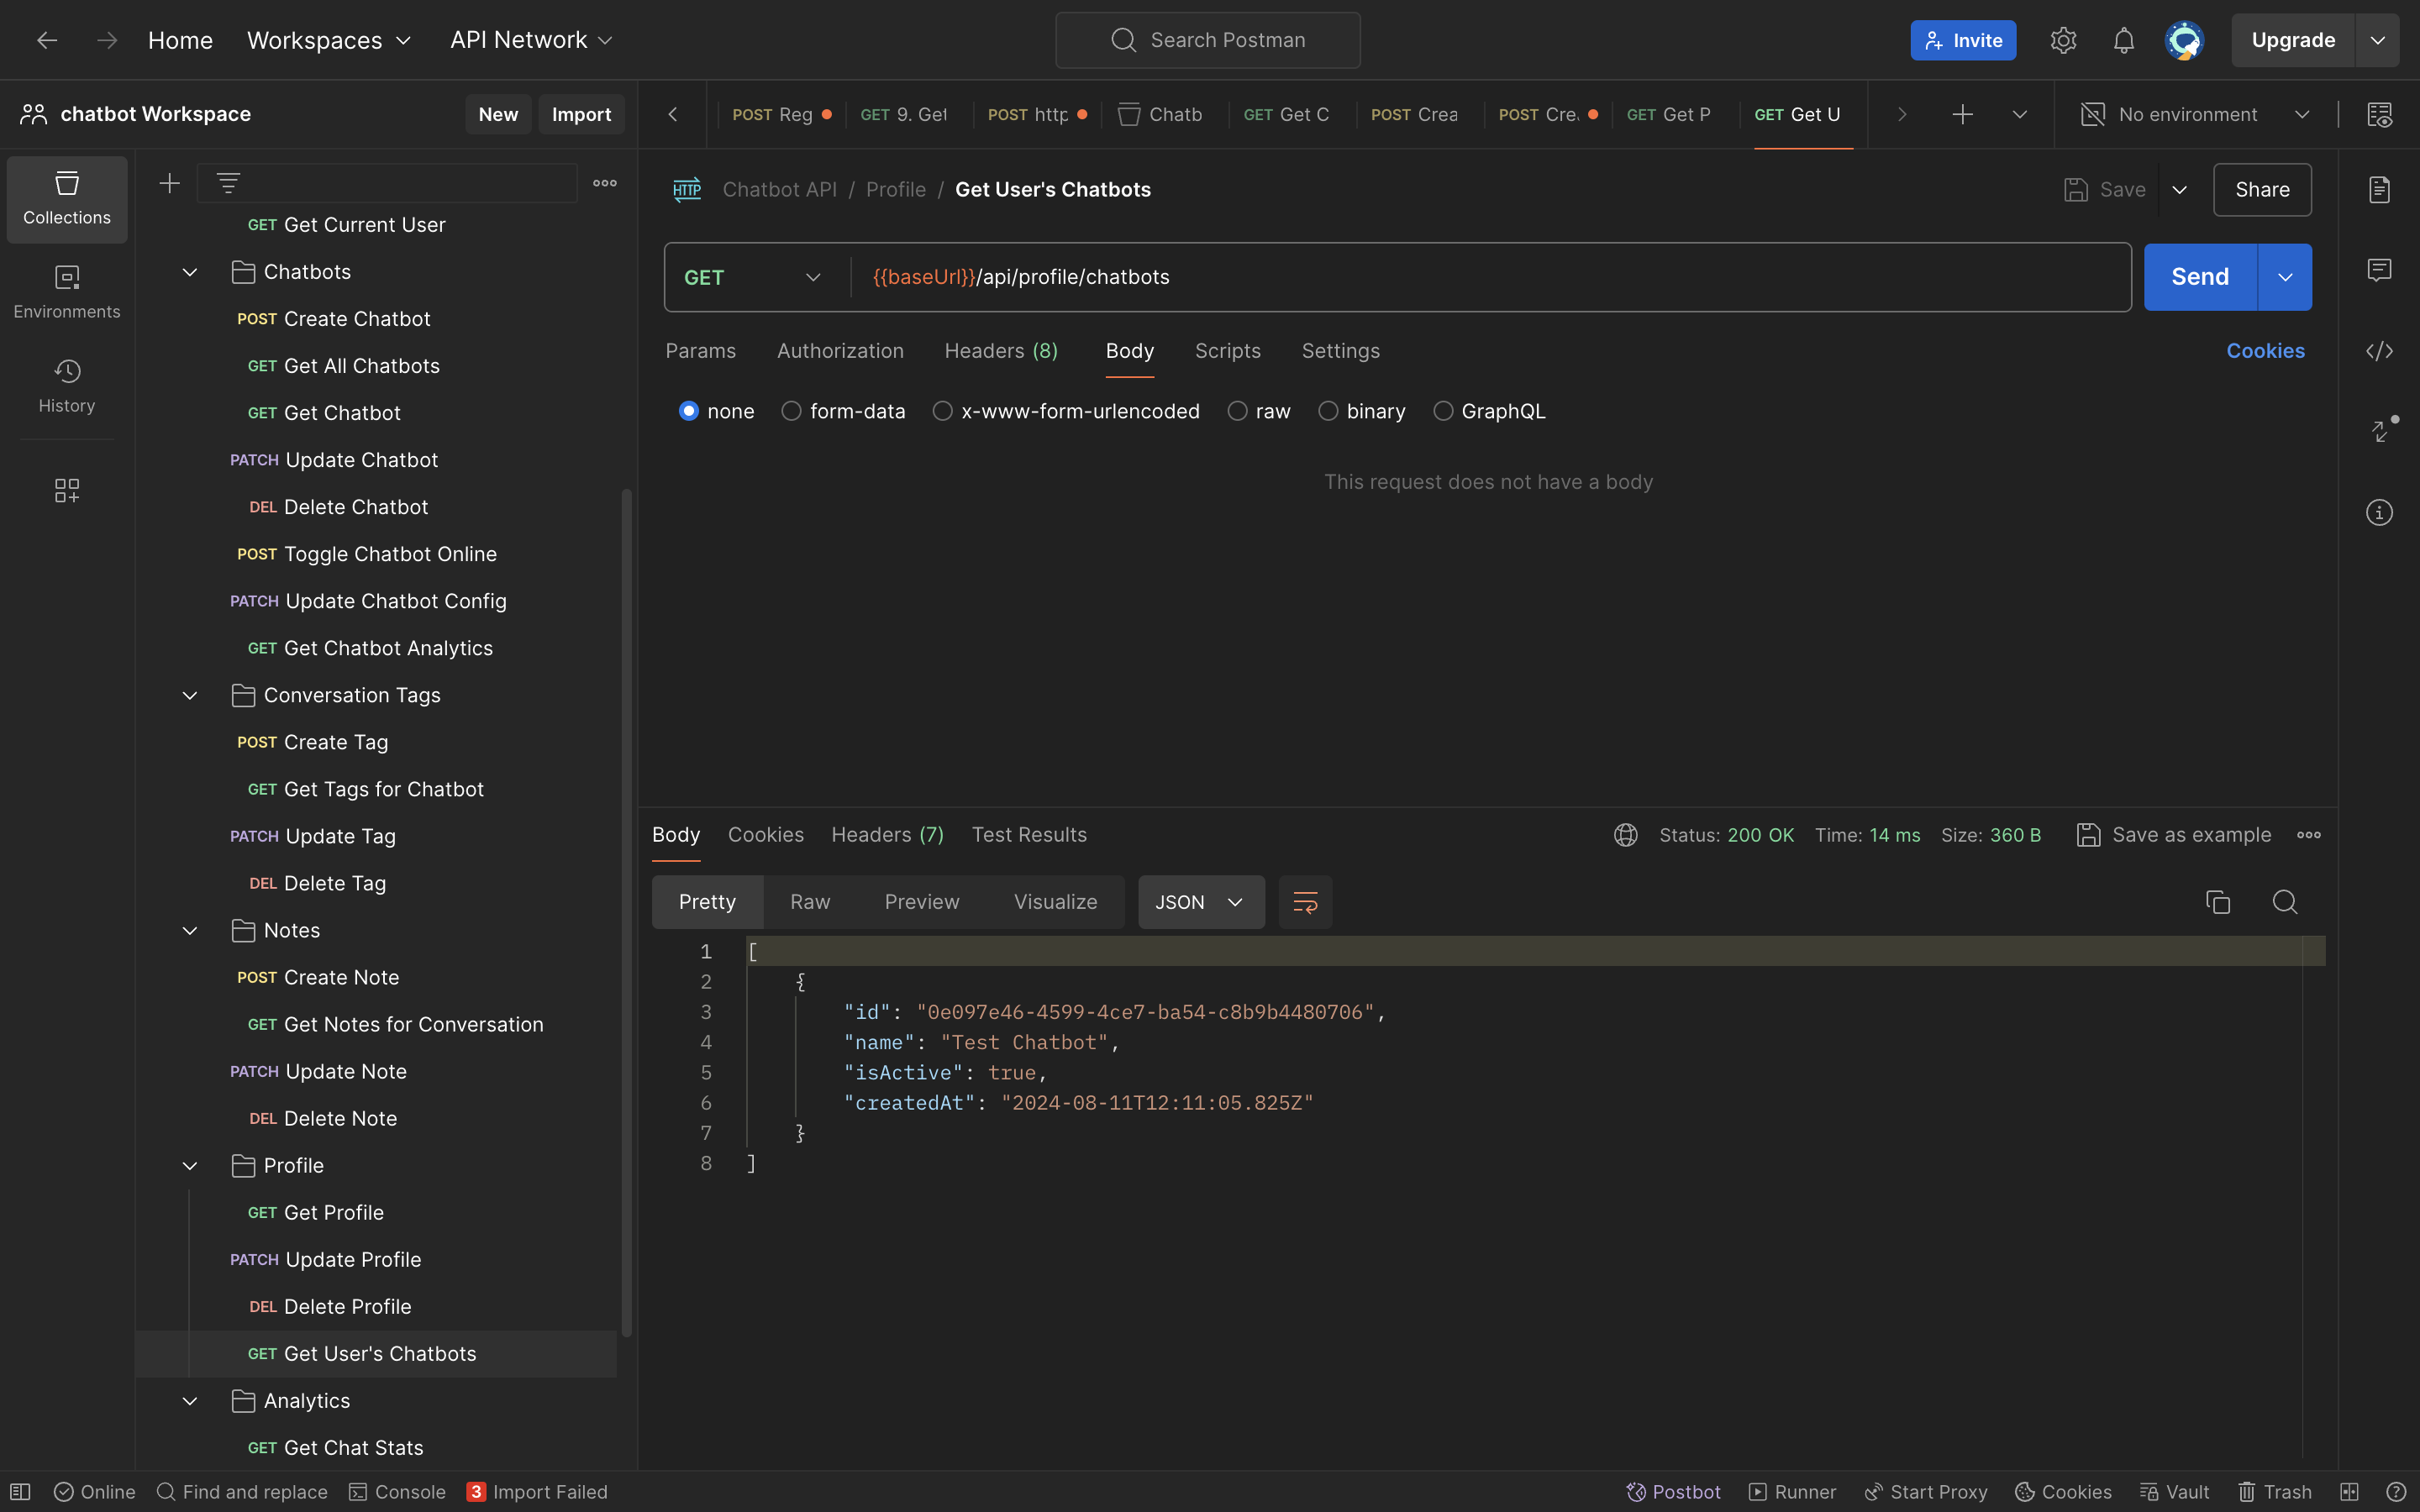 Home
Workspaces
API Network
Search Postman
Invite
Upgrade
chatbot Workspace
New
Import
POST Reg
GET 9. Get
POST http
Chatb
GET Get C
POST Crea
POST Cre
GET Get P
GET Get U
No environment
Collections
Environments
History
GET Get Current User
Chatbots
POST Create Chatbot
GET Get All Chatbots
GET Get Chatbot
PATCH Update Chatbot
DEL Delete Chatbot
POST Toggle Chatbot Online
PATCH Update Chatbot Config
GET Get Chatbot Analytics
Conversation Tags
POST Create Tag
GET Get Tags for Chatbot
PATCH Update Tag
DEL Delete Tag
Notes
POST Create Note
GET Get Notes for Conversation
PATCH Update Note
DEL Delete Note
Profile
GET Get Profile
PATCH Update Profile
DEL Delete Profile
GET Get User's Chatbots
Analytics
GET Get Chat Stats
HTTP Chatbot API / Profile / Get User's Chatbots
Save
Share
GET
{{baseUrl}}/api/profile/chatbots
Send
Params
Authorization
Headers (8)
Body
Scripts
Settings
Cookies
none
form-data
x-www-form-urlencoded
raw
binary
GraphQL
This request does not have a body
Body
Cookies
Headers (7)
Test Results
Status: 200 OK
Time: 14 ms
Size: 360 B
Save as example
Pretty
Raw
Preview
Visualize
JSON
1 [
2 {
3 "id": "0e097e46-4599-4ce7-ba54-c8b9b4480706",
4 "name": "Test Chatbot",
5 "isActive": true,
6 "createdAt": "2024-08-11T12:11:05.825Z"
7 }
8 ]
Online
Find and replace
Console
3 Import Failed
Postbot
Runner
Start Proxy
Cookies
Vault
Trash